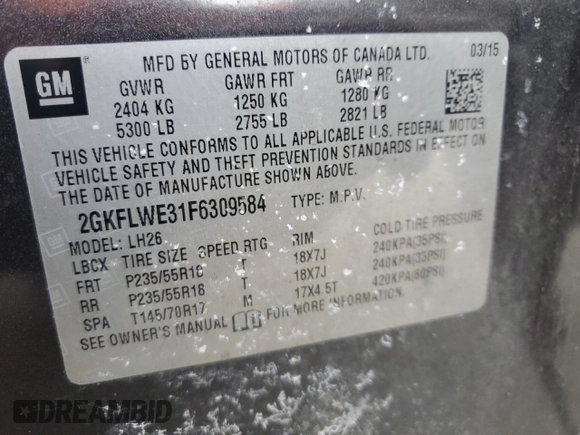 GM
®
MFD BY GENERAL MOTORS OF CANADA LTD. 03/15
GVWR GAWR FRT GAWR RR
2404 KG 1250 KG 1280 KG
5300 LB 2755 LB 2821 LB
THIS VEHICLE CONFORMS TO ALL APPLICABLE U.S. FEDERAL MOTOR
VEHICLE SAFETY AND THEFT PREVENTION STANDARDS IN EFFECT ON
THE DATE OF MANUFACTURE SHOWN ABOVE.
2GKFLWE31F6309584 TYPE: M.P.V.
MODEL: LH26
LBCX TIRE SIZE SPEED RTG RIM COLD TIRE PRESSURE
FRT P235/55R18 T 18X7J 240KPA(35PSI)
RR P235/55R18 T 18X7J 240KPA(35PSI)
SPA T145/70R17 M 17X4.5T 420KPA(60PSI)
SEE OWNER'S MANUAL FOR MORE INFORMATION.
DREAMBID